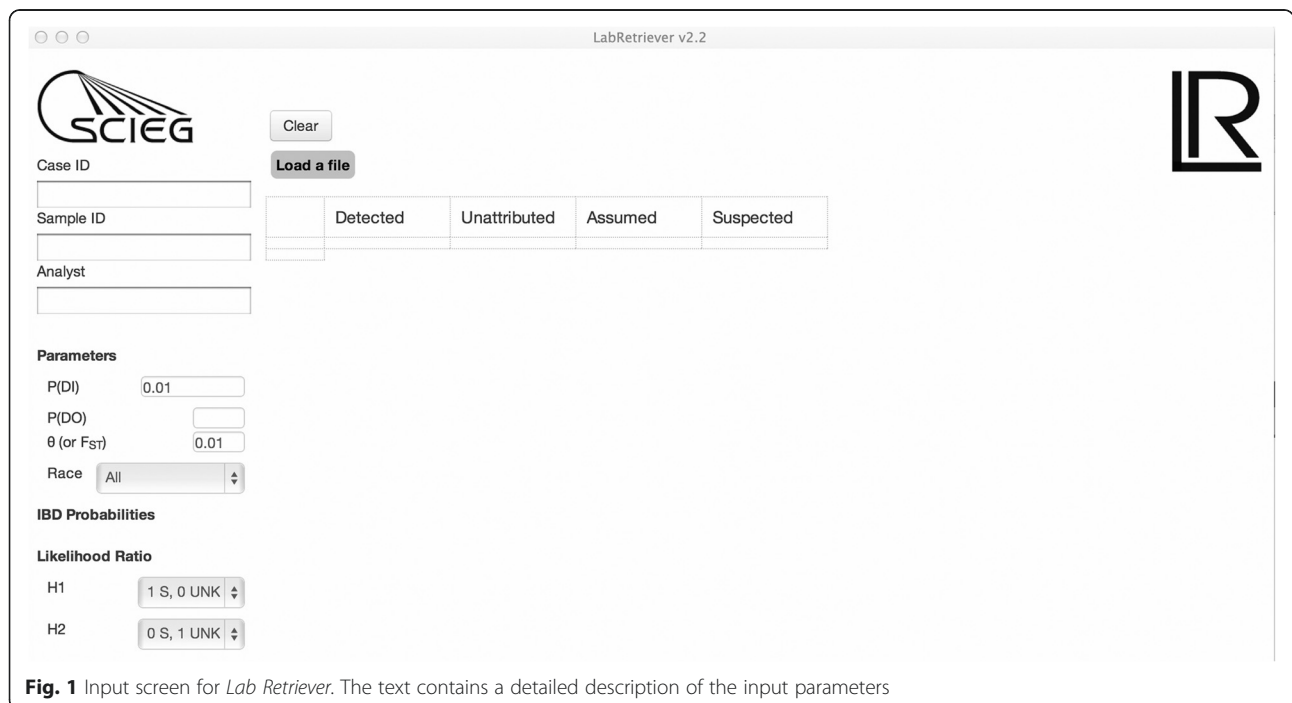 LabRetriever v2.2
SCIEG
LR
Clear
Load a file
Case ID
Sample ID
Analyst
Detected Unattributed Assumed Suspected
Parameters
P(DI) 0.01
P(DO)
θ (or FST) 0.01
Race All
IBD Probabilities
Likelihood Ratio
H1 1 S, 0 UNK
H2 0 S, 1 UNK
Fig. 1 Input screen for Lab Retriever. The text contains a detailed description of the input parameters